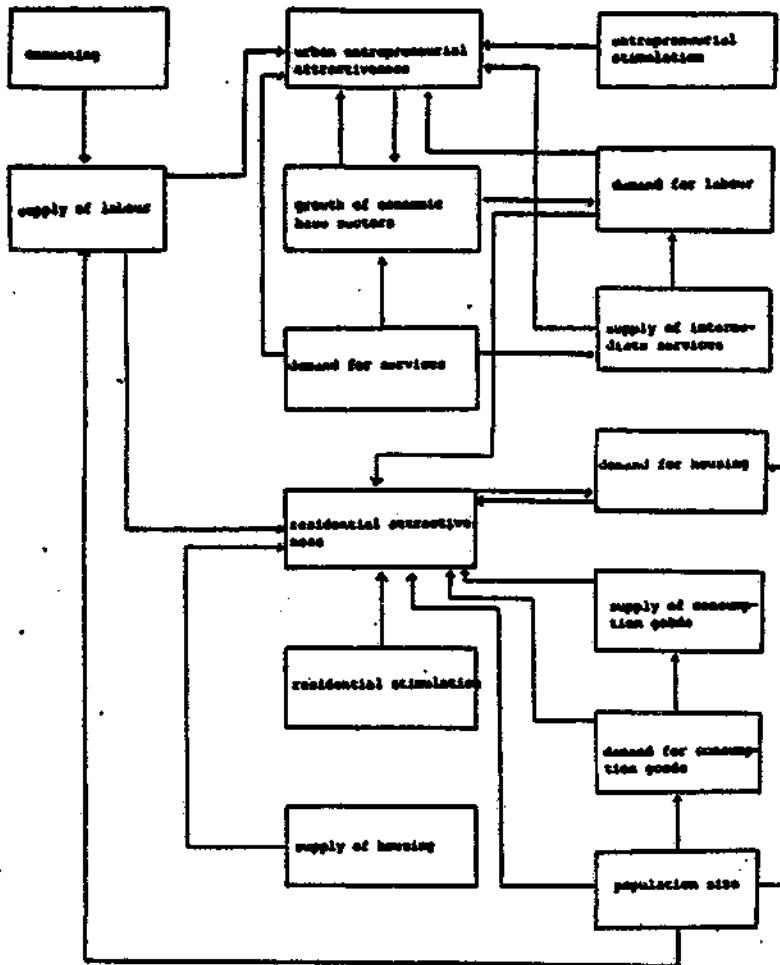 commuting
urban entrepreneurial
attractiveness
entrepreneurial
stimulation
supply of labour
growth of economic
base sectors
demand for labour
demand for services
supply of interme-
diate services
demand for housing
residential attractive-
ness
supply of consump-
tion goods
residential stimulation
demand for consump-
tion goods
supply of housing
population size